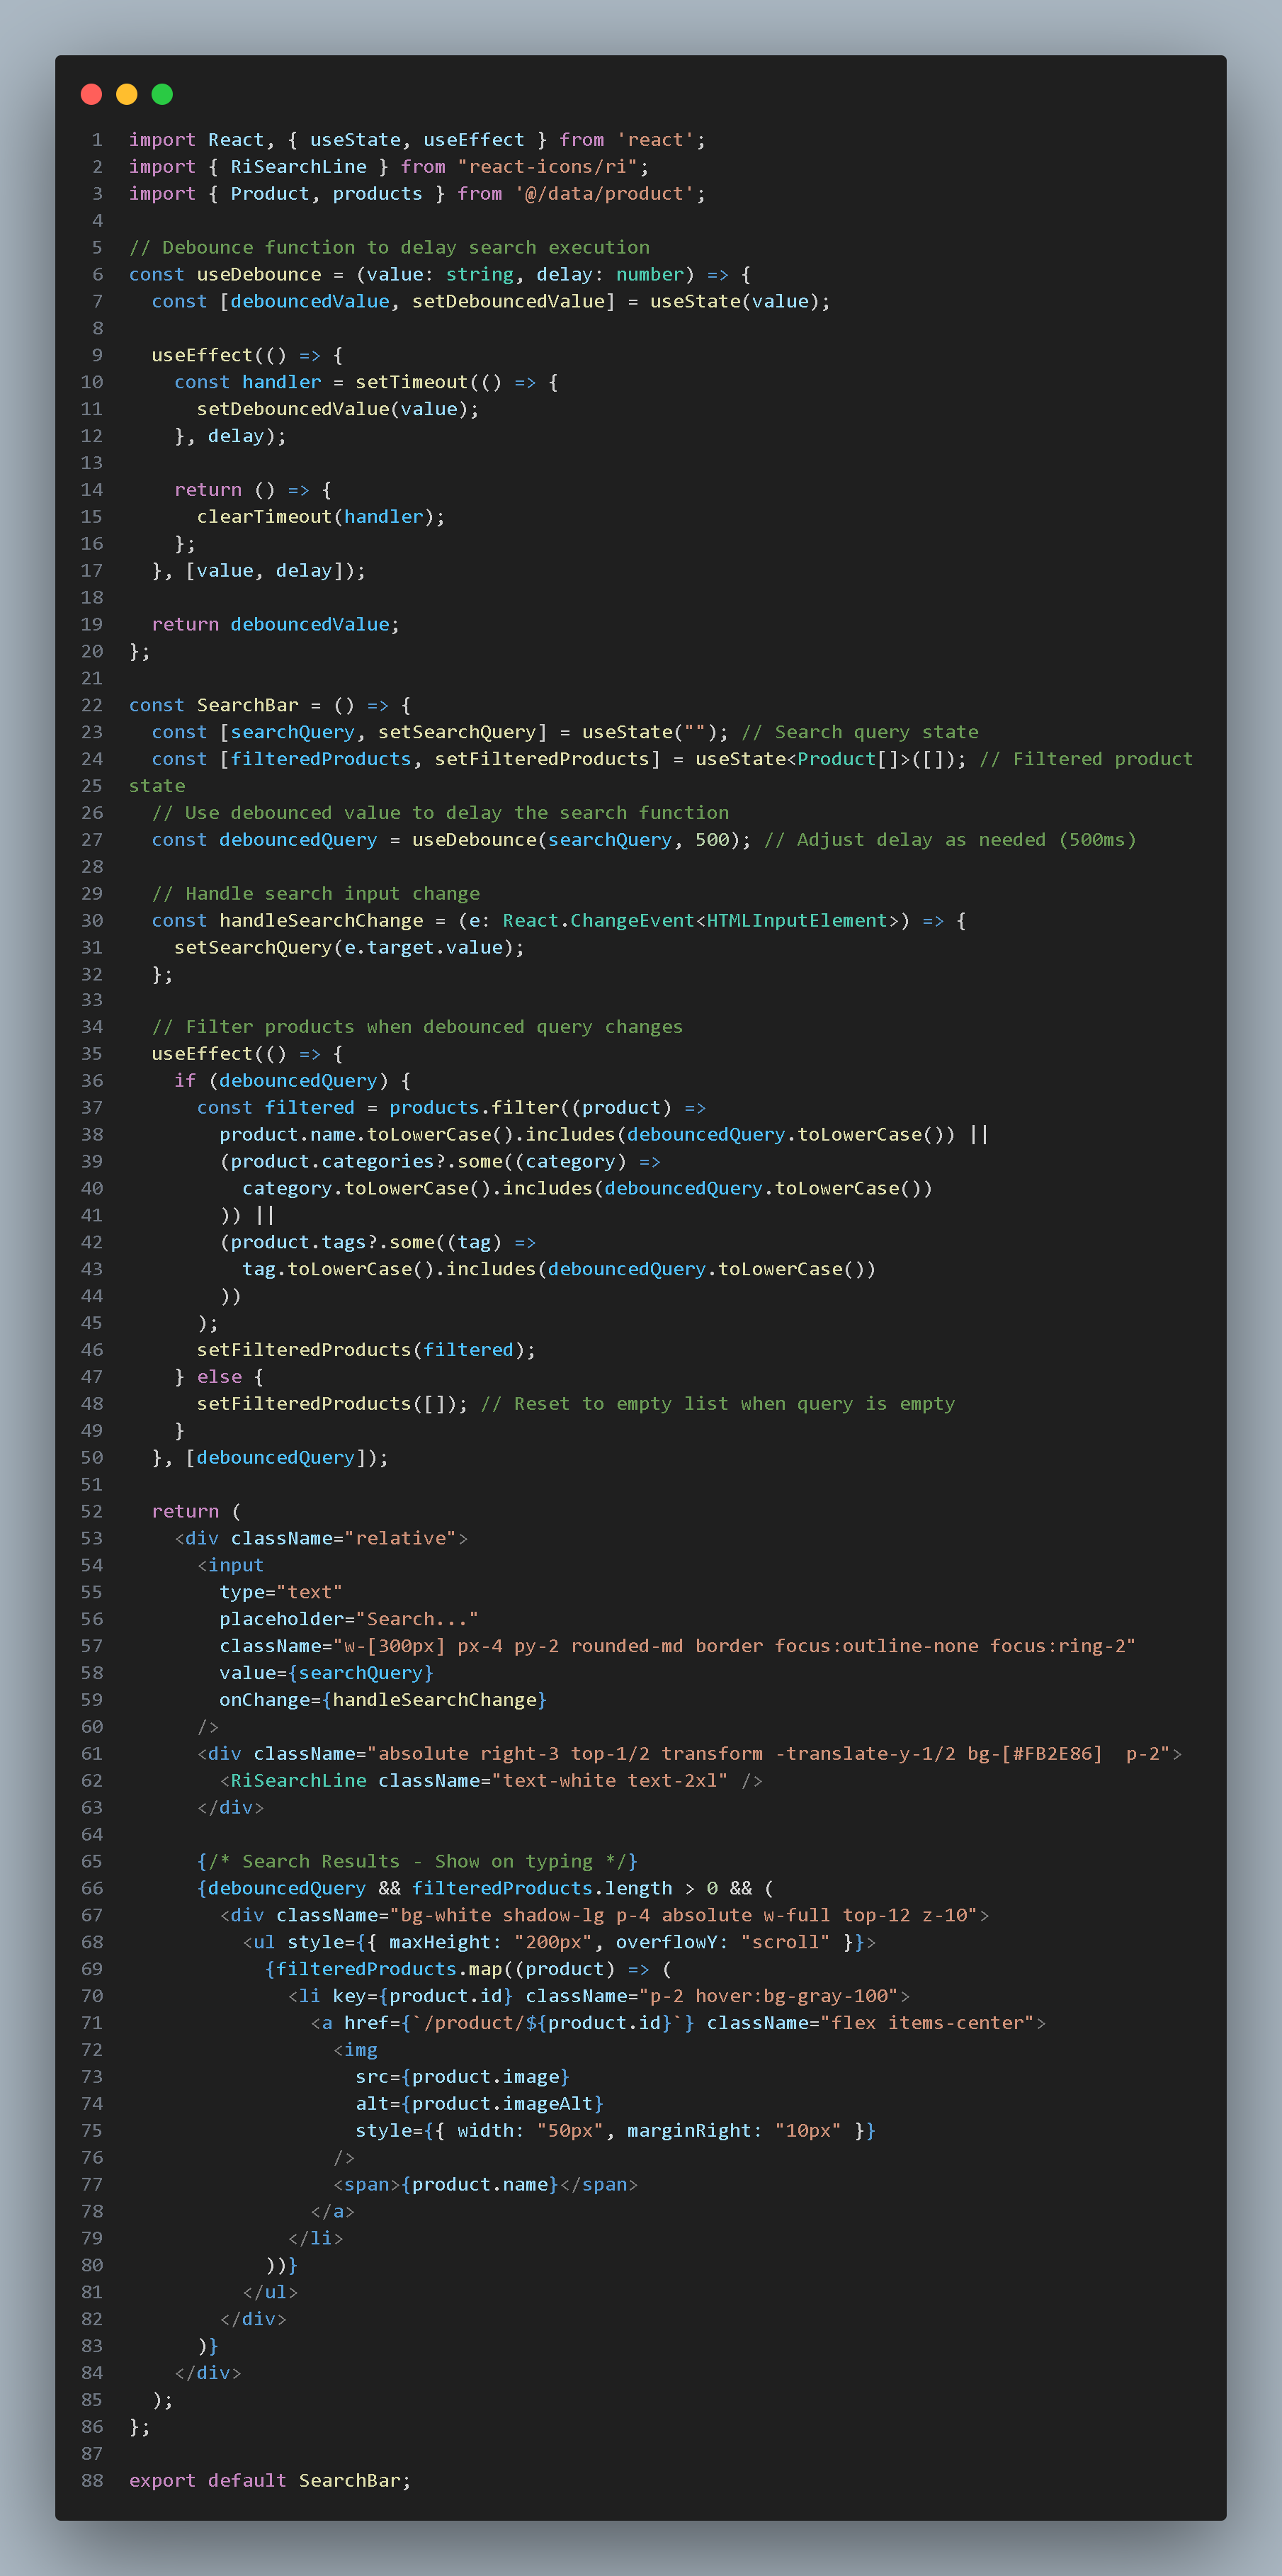 1 import React, { useState, useEffect } from 'react';
2 import { RiSearchLine } from "react-icons/ri";
3 import { Product, products } from '@/data/product';
4
5 // Debounce function to delay search execution
6 const useDebounce = (value: string, delay: number) => {
7   const [debouncedValue, setDebouncedValue] = useState(value);
8
9   useEffect(() => {
10     const handler = setTimeout(() => {
11       setDebouncedValue(value);
12     }, delay);
13
14     return () => {
15       clearTimeout(handler);
16     };
17   }, [value, delay]);
18
19   return debouncedValue;
20 };
21
22 const SearchBar = () => {
23   const [searchQuery, setSearchQuery] = useState(""); // Search query state
24   const [filteredProducts, setFilteredProducts] = useState<Product[]>([]); // Filtered product
25 state
26   // Use debounced value to delay the search function
27   const debouncedQuery = useDebounce(searchQuery, 500); // Adjust delay as needed (500ms)
28
29   // Handle search input change
30   const handleSearchChange = (e: React.ChangeEvent<HTMLInputElement>) => {
31     setSearchQuery(e.target.value);
32   };
33
34   // Filter products when debounced query changes
35   useEffect(() => {
36     if (debouncedQuery) {
37       const filtered = products.filter((product) =>
38         product.name.toLowerCase().includes(debouncedQuery.toLowerCase()) ||
39         (product.categories?.some((category) =>
40           category.toLowerCase().includes(debouncedQuery.toLowerCase())
41         )) ||
42         (product.tags?.some((tag) =>
43           tag.toLowerCase().includes(debouncedQuery.toLowerCase())
44         ))
45       );
46       setFilteredProducts(filtered);
47     } else {
48       setFilteredProducts([]); // Reset to empty list when query is empty
49     }
50   }, [debouncedQuery]);
51
52   return (
53     <div className="relative">
54       <input
55         type="text"
56         placeholder="Search..."
57         className="w-[300px] px-4 py-2 rounded-md border focus:outline-none focus:ring-2"
58         value={searchQuery}
59         onChange={handleSearchChange}
60       />
61       <div className="absolute right-3 top-1/2 transform -translate-y-1/2 bg-[#FB2E86]  p-2">
62         <RiSearchLine className="text-white text-2xl" />
63       </div>
64
65       {/* Search Results - Show on typing */}
66       {debouncedQuery && filteredProducts.length > 0 && (
67         <div className="bg-white shadow-lg p-4 absolute w-full top-12 z-10">
68           <ul style={{ maxHeight: "200px", overflowY: "scroll" }}>
69             {filteredProducts.map((product) => (
70               <li key={product.id} className="p-2 hover:bg-gray-100">
71                 <a href={`/product/${product.id}`} className="flex items-center">
72                   <img
73                     src={product.image}
74                     alt={product.imageAlt}
75                     style={{ width: "50px", marginRight: "10px" }}
76                   />
77                   <span>{product.name}</span>
78                 </a>
79               </li>
80             ))}
81           </ul>
82         </div>
83       )}
84     </div>
85   );
86 };
87
88 export default SearchBar;